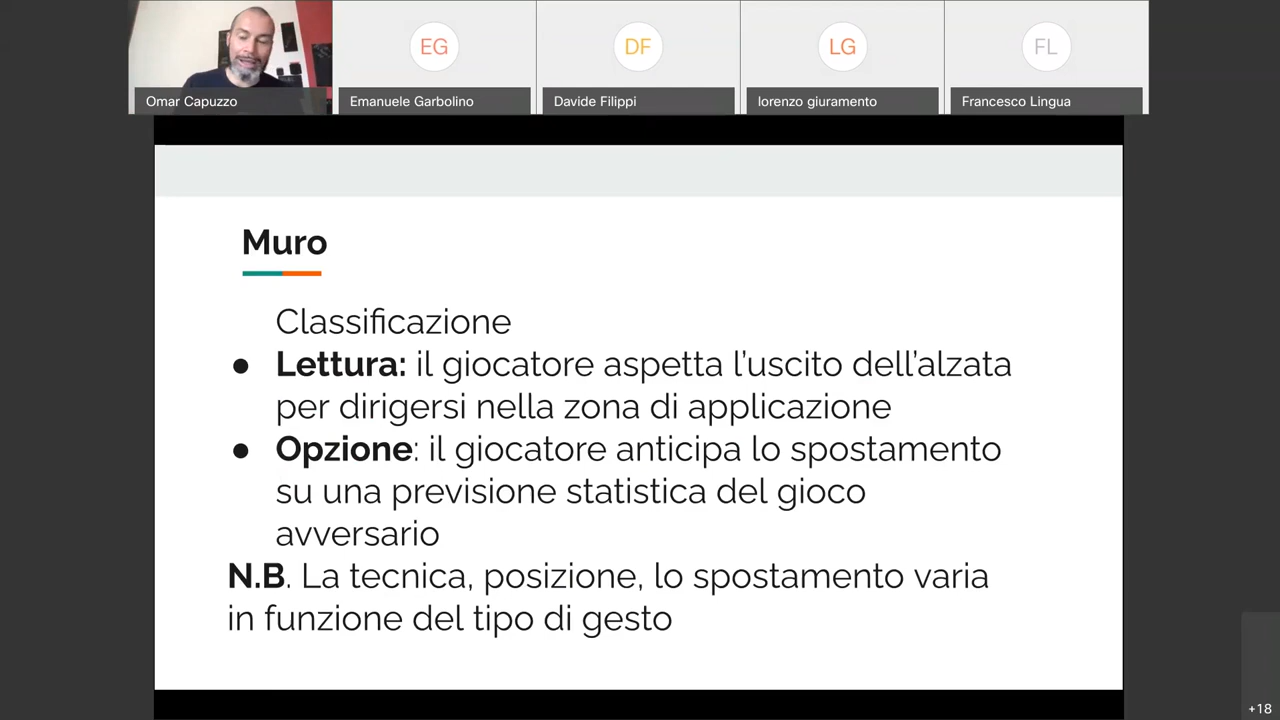 EG
DF
LG
FL
Omar Capuzzo
Emanuele Garbolino
Davide Filippi
lorenzo giuramento
Francesco Lingua
Muro
Classificazione
● Lettura: il giocatore aspetta l'uscito dell'alzata
per dirigersi nella zona di applicazione
● Opzione: il giocatore anticipa lo spostamento
su una previsione statistica del gioco
avversario
N.B. La tecnica, posizione, lo spostamento varia
in funzione del tipo di gesto
+18